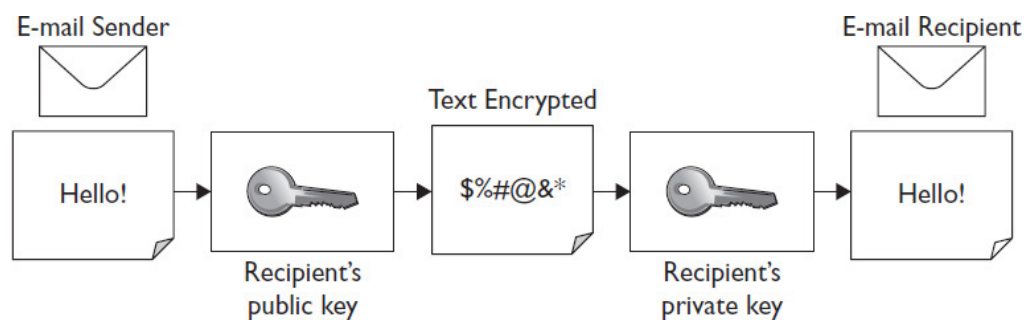 E-mail Sender
E-mail Recipient
Text Encrypted
Hello!
$%#@&*
Hello!
Recipient's
public key
Recipient's
private key